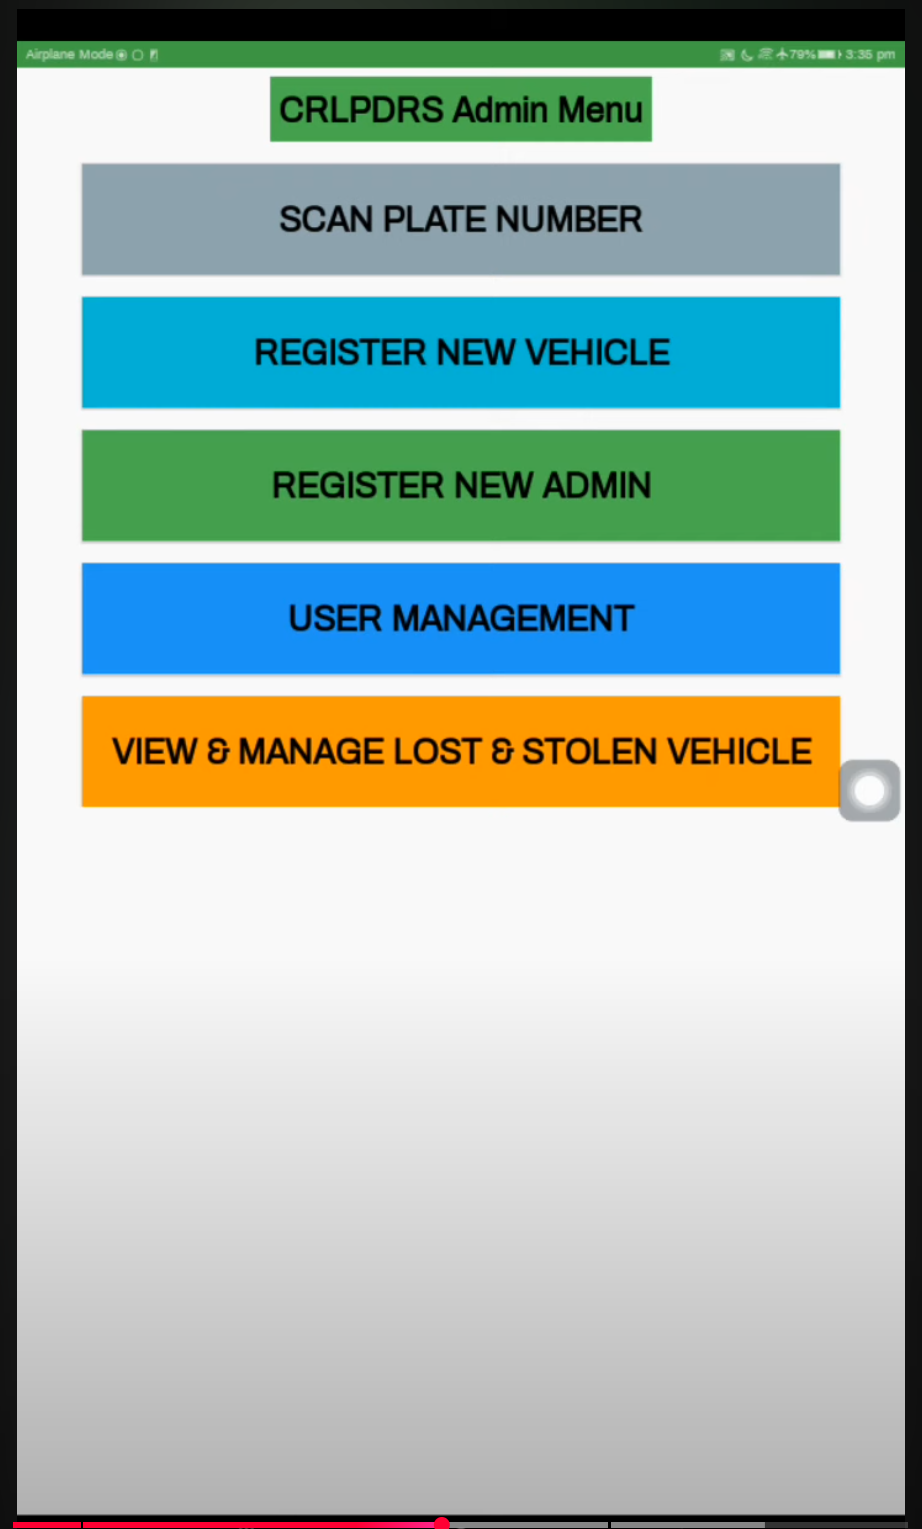 Airplane Mode 79% 3:35 pm
CRLPDRS Admin Menu
SCAN PLATE NUMBER
REGISTER NEW VEHICLE
REGISTER NEW ADMIN
USER MANAGEMENT
VIEW & MANAGE LOST & STOLEN VEHICLE